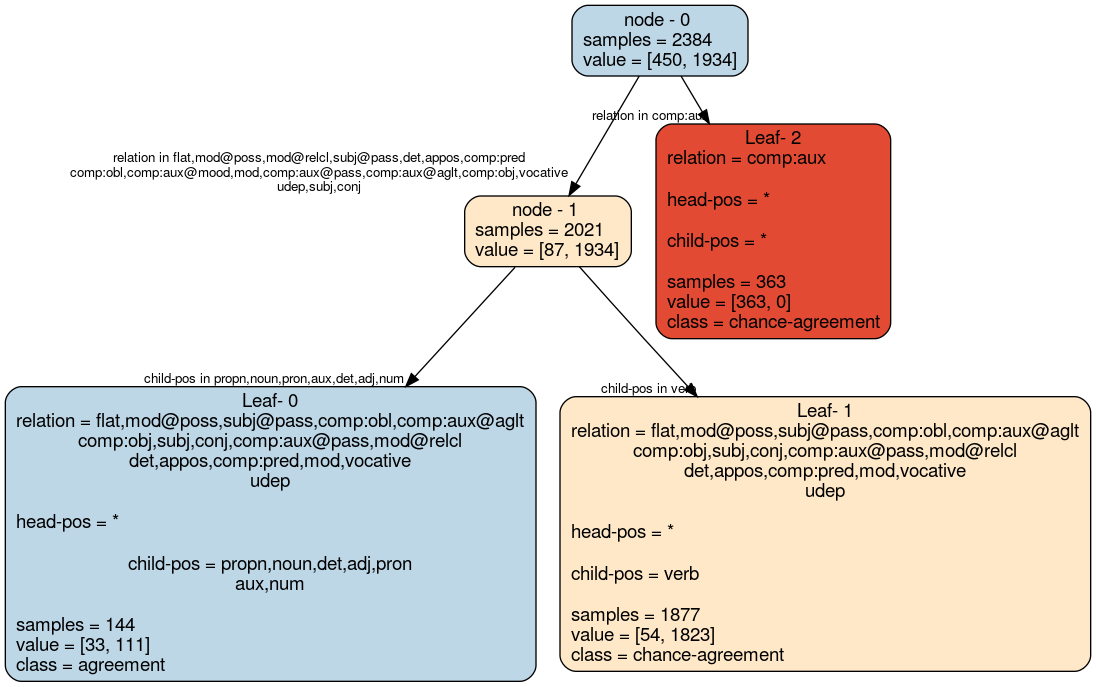 node - 0
samples = 2384
value = [450, 1934]
relation in comp:aux
Leaf- 2
relation = comp:aux
head-pos = *
child-pos = *
samples = 363
value = [363, 0]
class = chance-agreement
relation in flat,mod@poss,mod@relcl,subj@pass,det,appos,comp:pred
comp:obl,comp:aux@mood,mod,comp:aux@pass,comp:aux@aglt,comp:obj,vocative
udep,subj,conj
node - 1
samples = 2021
value = [87, 1934]
child-pos in propn,noun,pron,aux,det,adj,num
Leaf- 0
relation = flat,mod@poss,subj@pass,comp:obl,comp:aux@aglt
comp:obj,subj,conj,comp:aux@pass,mod@relcl
det,appos,comp:pred,mod,vocative
udep
head-pos = *
child-pos = propn,noun,det,adj,pron
aux,num
samples = 144
value = [33, 111]
class = agreement
child-pos in verb
Leaf- 1
relation = flat,mod@poss,subj@pass,comp:obl,comp:aux@aglt
comp:obj,subj,conj,comp:aux@pass,mod@relcl
det,appos,comp:pred,mod,vocative
udep
head-pos = *
child-pos = verb
samples = 1877
value = [54, 1823]
class = chance-agreement